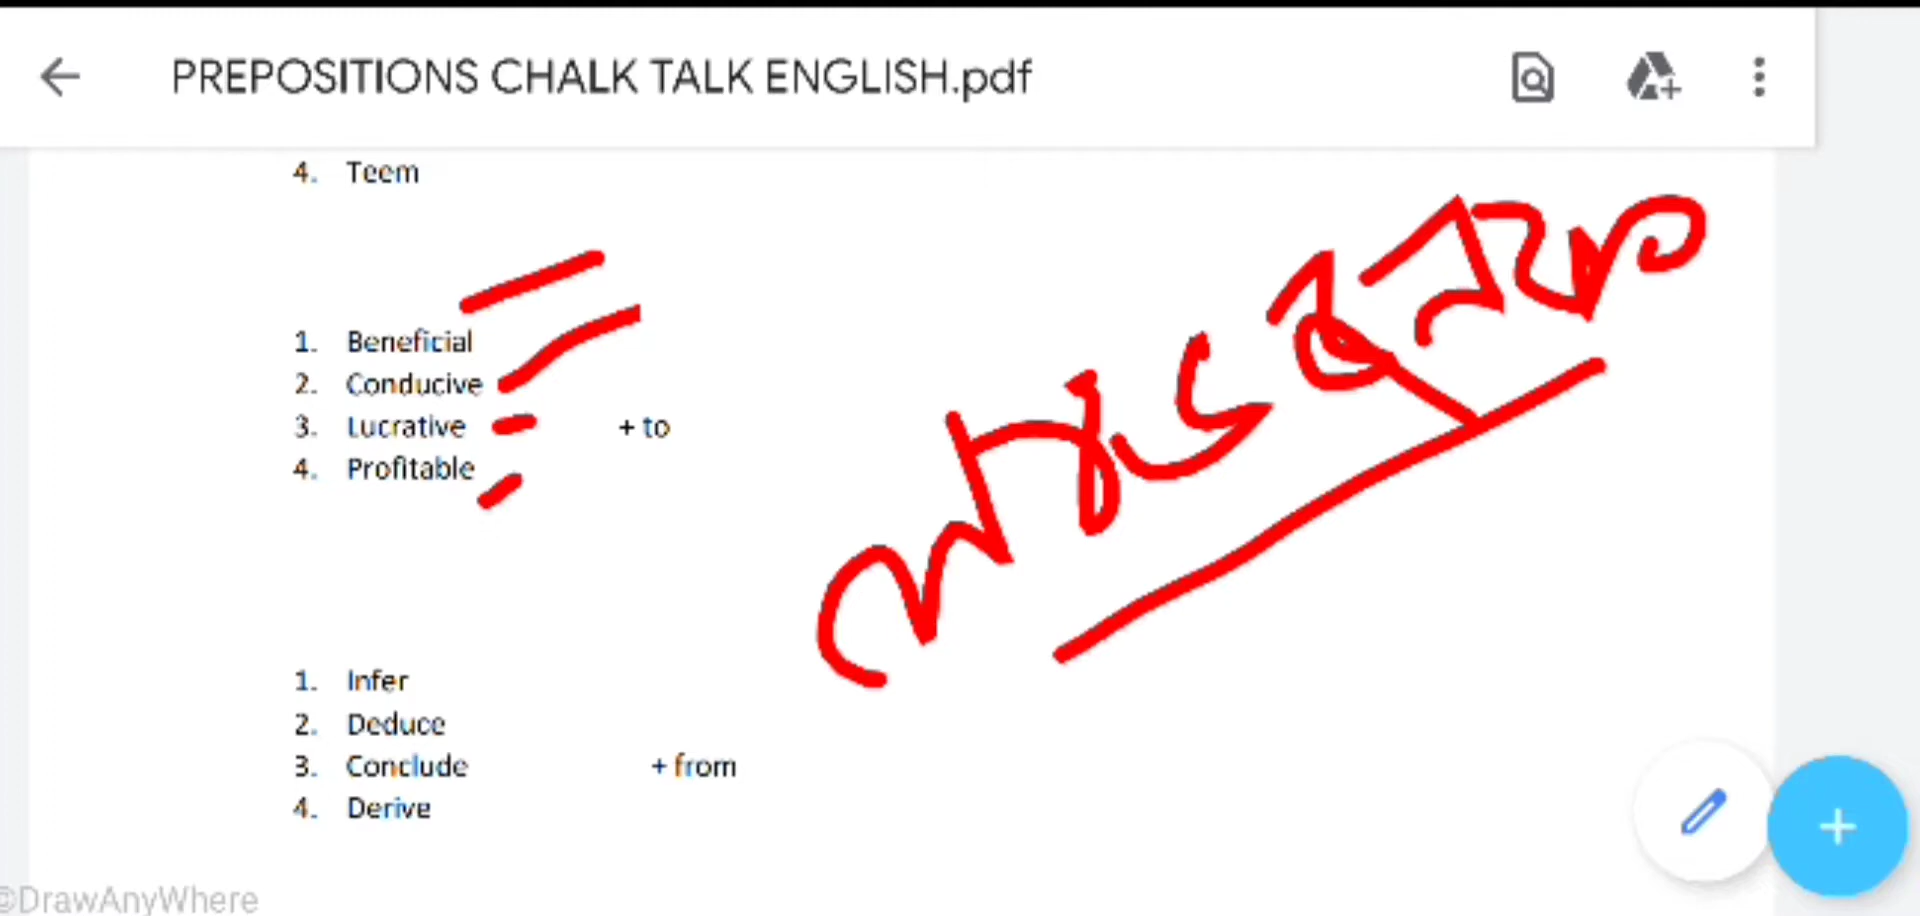 PREPOSITIONS CHALK TALK ENGLISH.pdf
4. Teem
1. Beneficial
2. Conducive
3. Lucrative + to
4. Profitable
1. Infer
2. Deduce
3. Conclude + from
4. Derive
©DrawAnyWhere